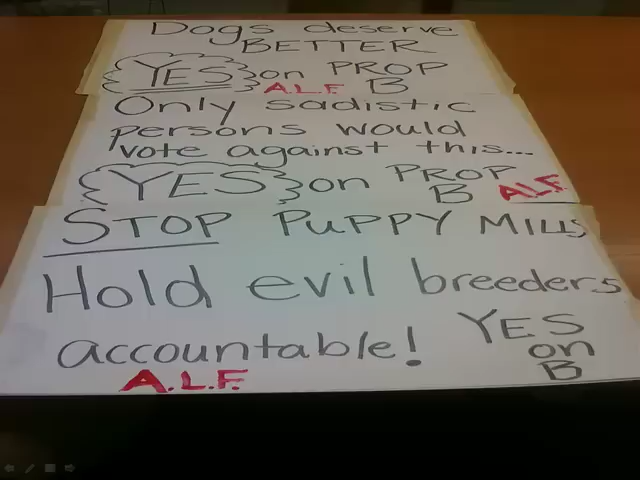 Dogs deserve
BETTER
YES on PROP
A.L.F. B
Only sadistic
persons would
vote against this...
YES on PROP
B ALF
STOP PUPPY MILLS
Hold evil breeders
accountable! YES
on
A.L.F. B